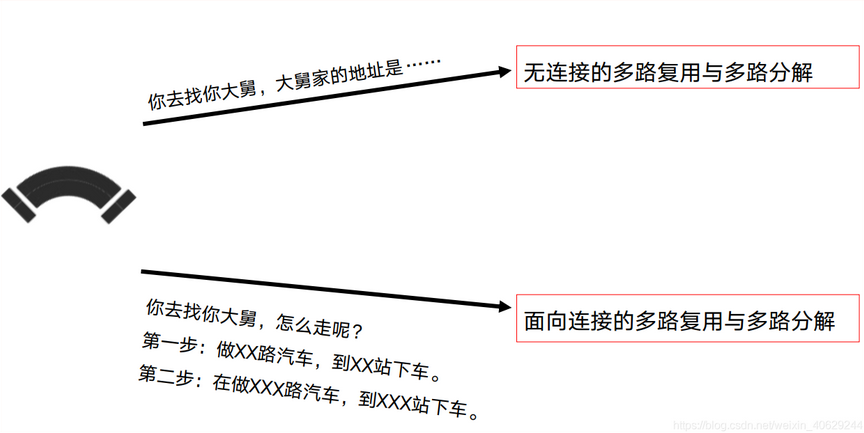 你去找你大舅，大舅家的地址是……
无连接的多路复用与多路分解
你去找你大舅，怎么走呢？
第一步：做XX路汽车，到XX站下车。
第二步：在做XXX路汽车，到XXX站下车。
面向连接的多路复用与多路分解
https://blog.csdn.net/weixin_40629244